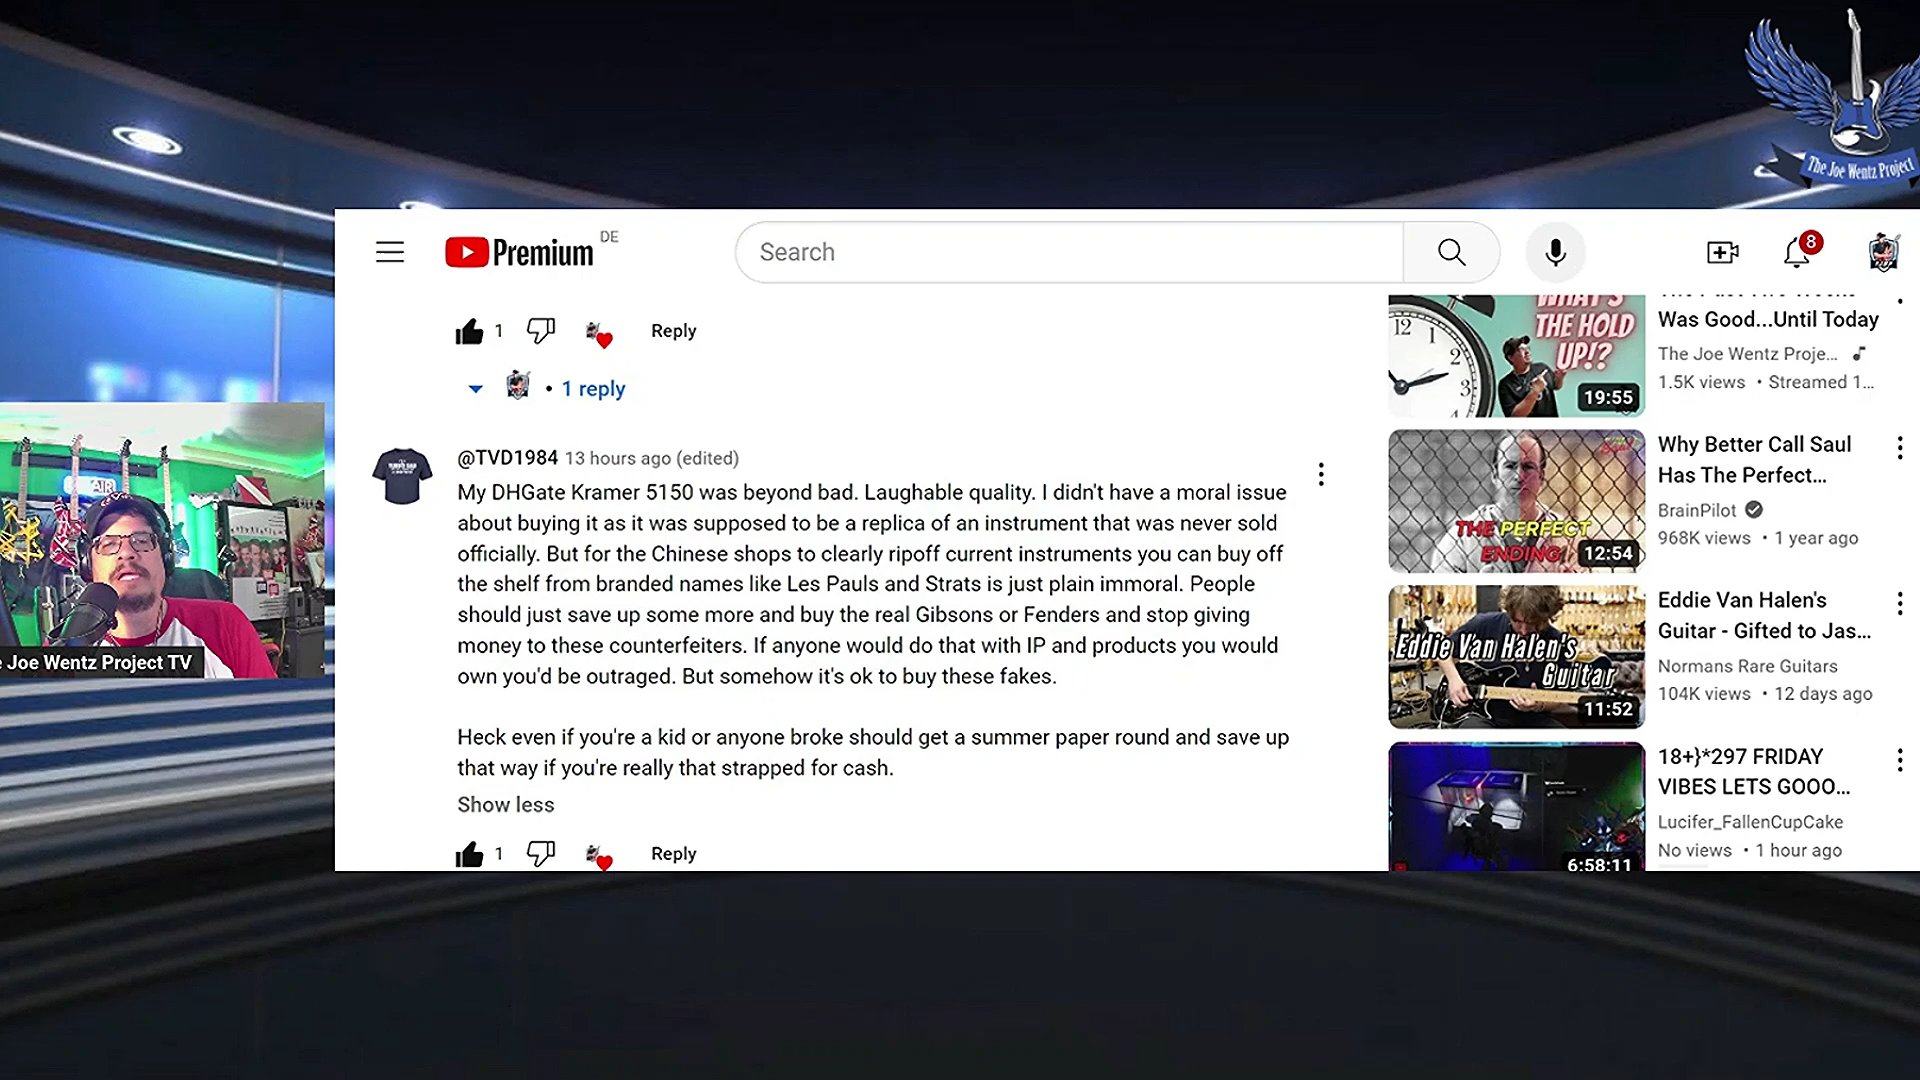 The Joe Wentz Project
Premium DE
Search
8
1
Reply
1 reply
@TVD1984 13 hours ago (edited)
My DHGate Kramer 5150 was beyond bad. Laughable quality. I didn't have a moral issue
about buying it as it was supposed to be a replica of an instrument that was never sold
officially. But for the Chinese shops to clearly ripoff current instruments you can buy off
the shelf from branded names like Les Pauls and Strats is just plain immoral. People
should just save up some more and buy the real Gibsons or Fenders and stop giving
money to these counterfeiters. If anyone would do that with IP and products you would
own you'd be outraged. But somehow it's ok to buy these fakes.
Heck even if you're a kid or anyone broke should get a summer paper round and save up
that way if you're really that strapped for cash.
Show less
1
Reply
WHAT'S
THE HOLD
UP!?
12
1
2
3
19:55
Was Good...Until Today
The Joe Wentz Proje...
1.5K views • Streamed 1...
THE PERFECT
ENDING
12:54
Why Better Call Saul
Has The Perfect...
BrainPilot
968K views • 1 year ago
Eddie Van Halen's
Guitar
11:52
Eddie Van Halen's
Guitar - Gifted to Jas...
Normans Rare Guitars
104K views • 12 days ago
6:58:11
18+}*297 FRIDAY
VIBES LETS GOOO...
Lucifer_FallenCupCake
No views • 1 hour ago
AIR
Joe Wentz Project TV